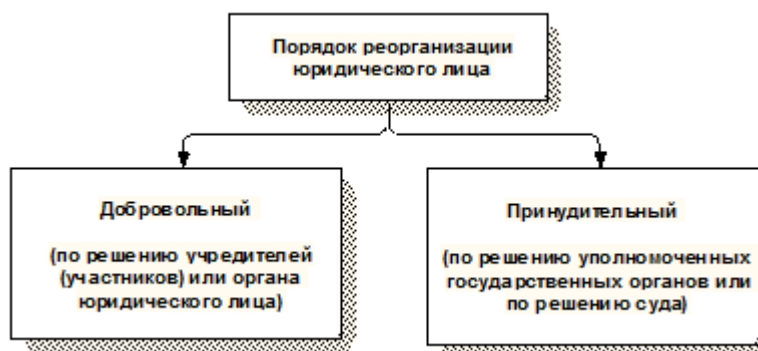 Порядок реорганизации
юридического лица
Добровольный
(по решению учредителей
(участников) или органа
юридического лица)
Принудительный
(по решению уполномоченных
государственных органов или
по решению суда)